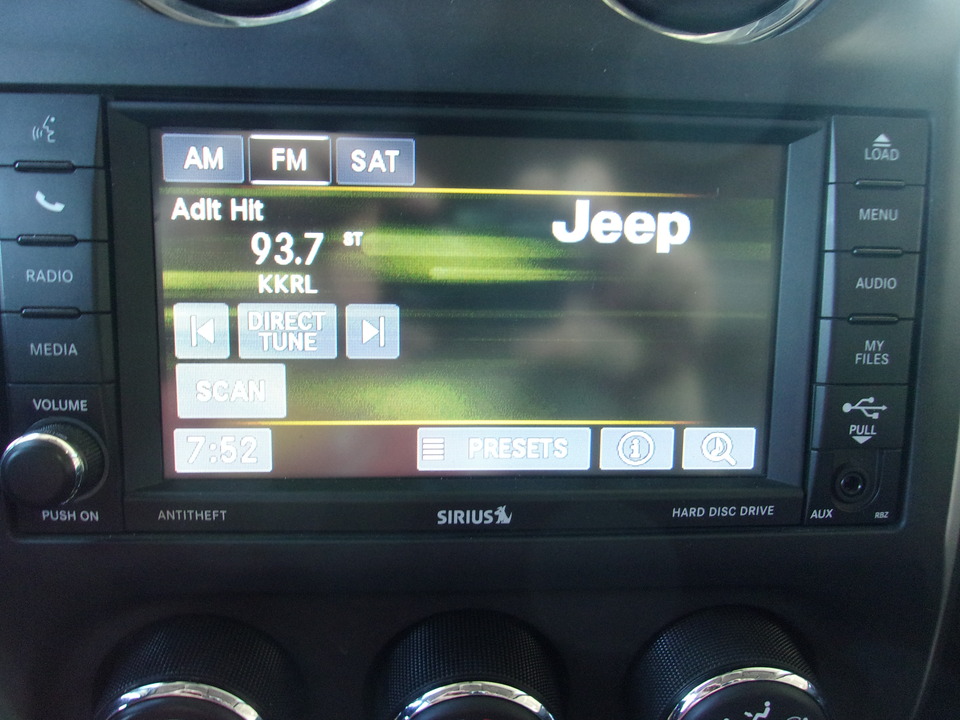 AM FM SAT
Adlt Hit
93.7 ST
KKRL
DIRECT
TUNE
SCAN
7:52 PRESETS
Jeep
RADIO
MEDIA
VOLUME
PUSH ON
ANTITHEFT
SIRIUS
HARD DISC DRIVE
LOAD
MENU
AUDIO
MY
FILES
PULL
AUX
RBZ